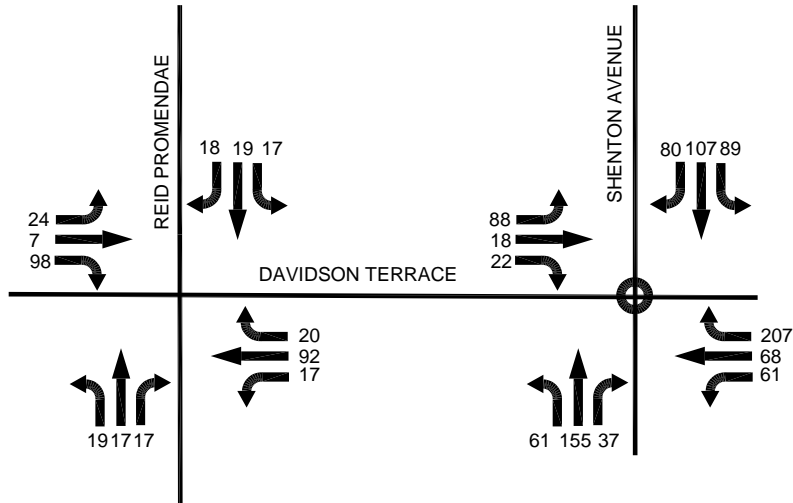 REID PROMENDAE
SHENTON AVENUE
18 19 17
80 107 89
24
7
98
88
18
22
DAVIDSON TERRACE
20
92
17
207
68
61
19 17 17
61 155 37